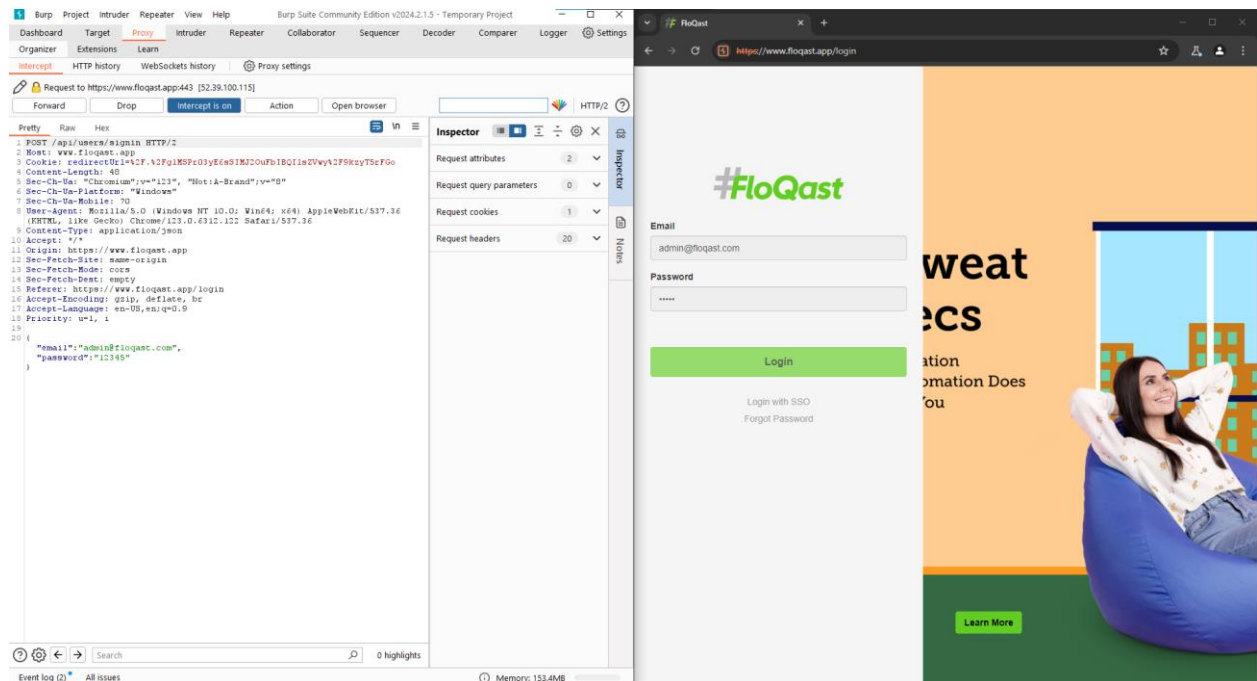 Burp Project Intruder Repeater View Help Burp Suite Community Edition v2024.2.1.5 - Temporary Project
Dashboard Target Proxy Intruder Repeater Collaborator Sequencer Decoder Comparer Logger Settings
Organizer Extensions Learn
Intercept HTTP history WebSockets history Proxy settings
Request to https://www.floqast.app:443 [52.39.100.115]
Forward Drop Intercept is on Action Open browser HTTP/2
Pretty Raw Hex \n
1 POST /api/users/signin HTTP/2
2 Host: www.floqast.app
3 Cookie: redirectUrl=
4 Content-Length: 48
5 Sec-Ch-Ua: "Chromium";v="123", "Not:A-Brand";v="8"
6 Sec-Ch-Ua-Platform: "Windows"
7 Sec-Ch-Ua-Mobile: ?0
8 User-Agent: Mozilla/5.0 (Windows NT 10.0; Win64; x64) AppleWebKit/537.36
(KHTML, like Gecko) Chrome/123.0.6312.122 Safari/537.36
9 Content-Type: application/json
10 Accept: */*
11 Origin: https://www.floqast.app
12 Sec-Fetch-Site: same-origin
13 Sec-Fetch-Mode: cors
14 Sec-Fetch-Dest: empty
15 Referer: https://www.floqast.app/login
16 Accept-Encoding: gzip, deflate, br
17 Accept-Language: en-US,en;q=0.9
18 Priority: u=1, i
19
20 {
"email":"admin@floqast.com",
"password":"12345"
}
Inspector
Request attributes 2
Request query parameters 0
Request cookies 1
Request headers 20
Inspector
Notes
Search 0 highlights
Event log (2) All issues Memory: 153.4MB
FloQast
https://www.floqast.app/login
#FloQast
Email
admin@floqast.com
Password
•••••
Login
Login with SSO
Forgot Password
weat
ecs
ation
omation Does
You
Learn More